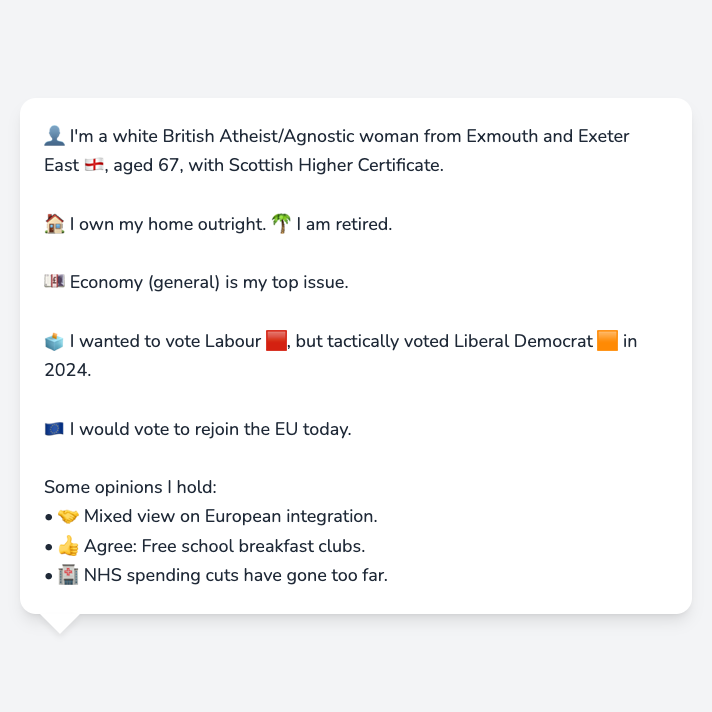 👤 I'm a white British Atheist/Agnostic woman from Exmouth and Exeter
East 🏴󠁧󠁢󠁥󠁮󠁧󠁿, aged 67, with Scottish Higher Certificate.
🏠 I own my home outright. 🌴 I am retired.
💷 Economy (general) is my top issue.
🗳️ I wanted to vote Labour 🟥, but tactically voted Liberal Democrat 🟧 in
2024.
🇪🇺 I would vote to rejoin the EU today.
Some opinions I hold:
• 🤝 Mixed view on European integration.
• 👍 Agree: Free school breakfast clubs.
• 🏥 NHS spending cuts have gone too far.